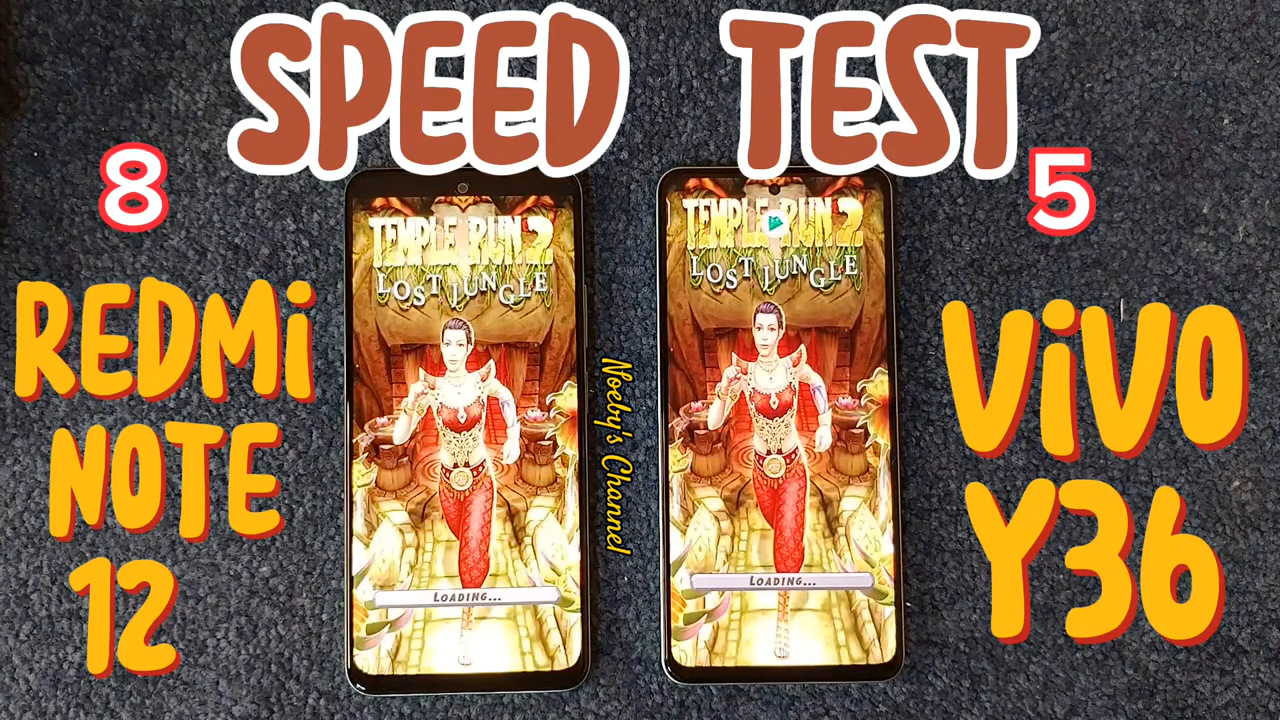 SPEED TEST
8
5
REDMi
NOTE
12
ViVO
Y36
TEMPLE RUN 2
LOST JUNGLE
LOADING...
TEMPLE RUN 2
LOST JUNGLE
LOADING...
Noeby's Channel